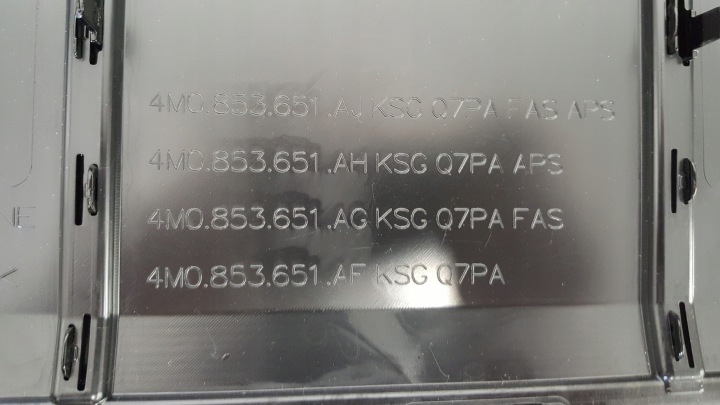 4M0.853.651.AJ KSG Q7PA FAS APS
4M0.853.651.AH KSG Q7PA APS
4M0.853.651.AG KSG Q7PA FAS
4M0.853.651.AF KSG Q7PA